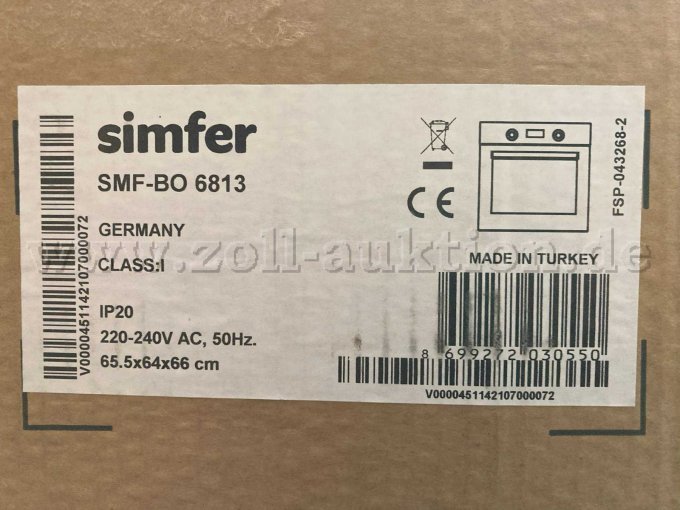 simfer
SMF-BO 6813
GERMANY
CLASS:I
IP20
220-240V AC, 50Hz.
65.5x64x66 cm
V0000451142107000072
CE
MADE IN TURKEY
8 699272 030550
V0000451142107000072
FSP-043268-2
www.zoll-auktion.de